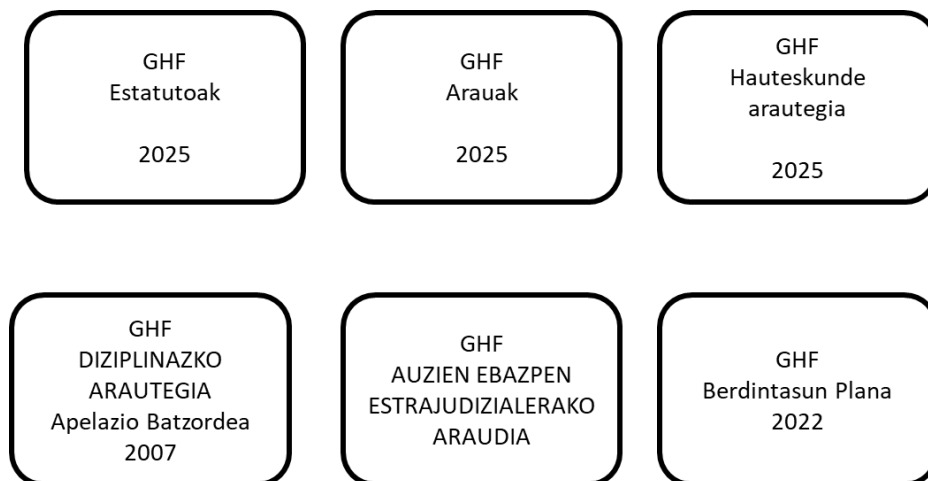 GHF
Estatutoak
2025
GHF
Arauak
2025
GHF
Hauteskunde
arautegia
2025
GHF
DIZIPLINAZKO
ARAUTEGIA
Apelazio Batzordea
2007
GHF
AUZIEN EBAZPEN
ESTRAJUDIZIALERAKO
ARAUDIA
GHF
Berdintasun Plana
2022